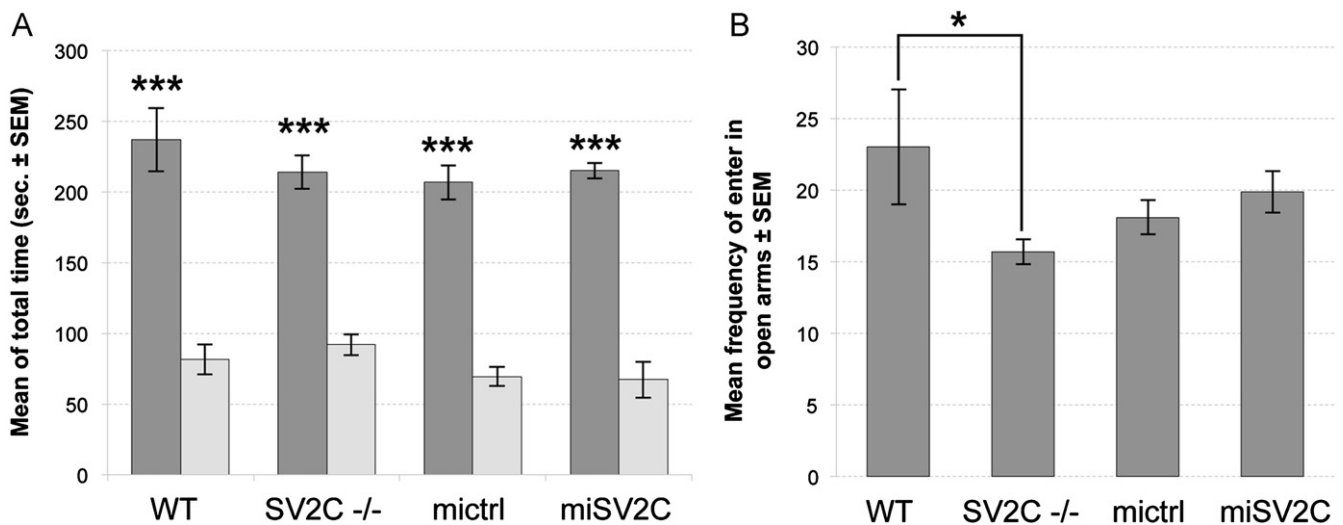 A
Mean of total time (sec. ± SEM)
300
250
200
150
100
50
0
***
***
***
***
WT
SV2C -/-
mictrl
miSV2C
B
Mean frequency of enter in
open arms ± SEM
30
25
20
15
10
5
0
*
WT
SV2C -/-
mictrl
miSV2C